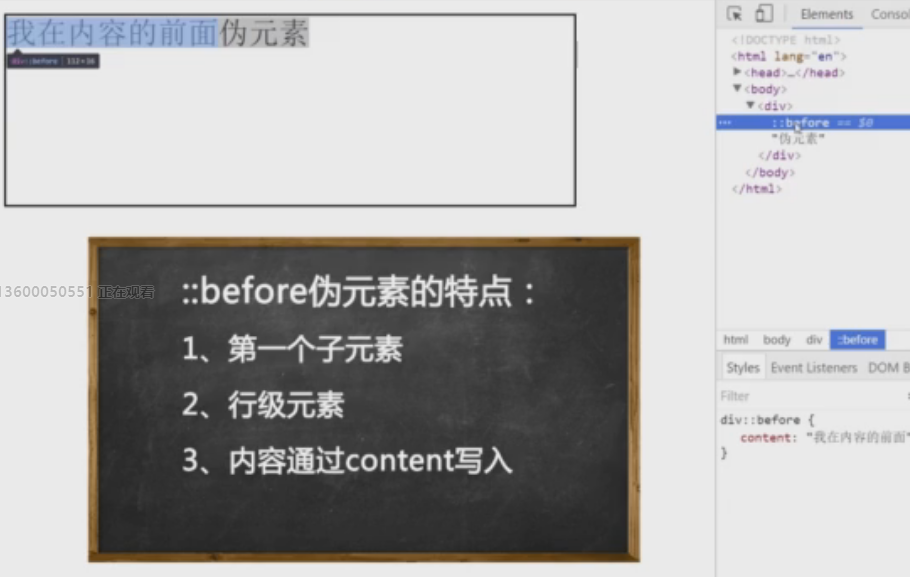 我在内容的前面伪元素
div::before | 112×16
::before伪元素的特点：
1、第一个子元素
2、行级元素
3、内容通过content写入
13600050551 正在观看
Elements Conso
<!DOCTYPE html>
<html lang="en">
<head>…</head>
<body>
<div>
::before == $0
"伪元素"
</div>
</body>
</html>
html body div ::before
Styles Event Listeners DOM B
Filter
div::before {
content: "我在内容的前面"
}